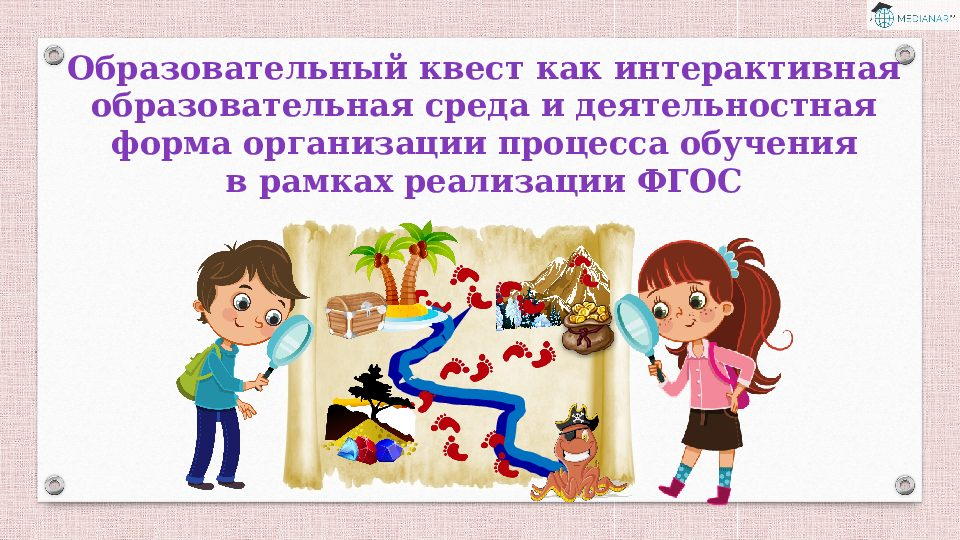 MEDIANAR
Образовательный квест как интерактивная
образовательная среда и деятельностная
форма организации процесса обучения
в рамках реализации ФГОС